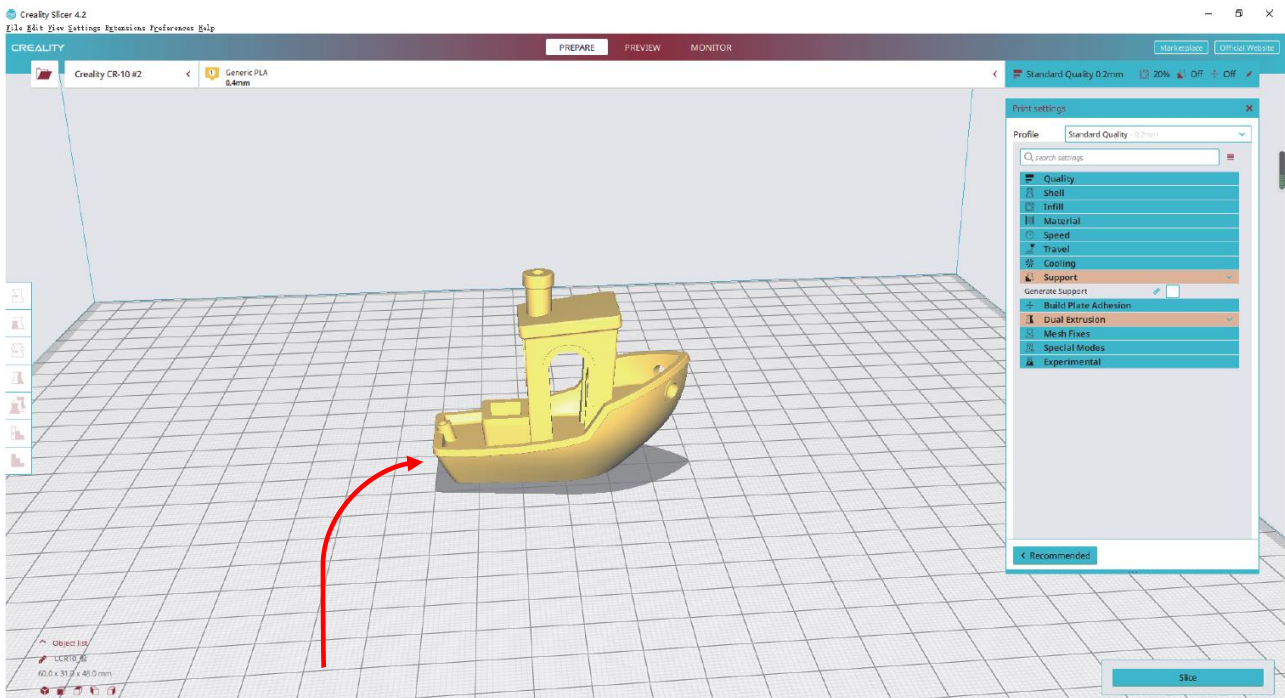 Creality Slicer 4.2
File Edit View Settings Extensions Preferences Help
CREALITY
PREPARE PREVIEW MONITOR
Marketplace Official Website
Creality CR-10 #2
Generic PLA
0.4mm
Standard Quality 0.2mm 20% Off Off
Print settings
Profile Standard Quality - 0.2mm
search settings
Quality
Shell
Infill
Material
Speed
Travel
Cooling
Support
Generate Support
Build Plate Adhesion
Dual Extrusion
Mesh Fixes
Special Modes
Experimental
Recommended
Object list
60.0 x 31.0 x 48.0 mm
Slice